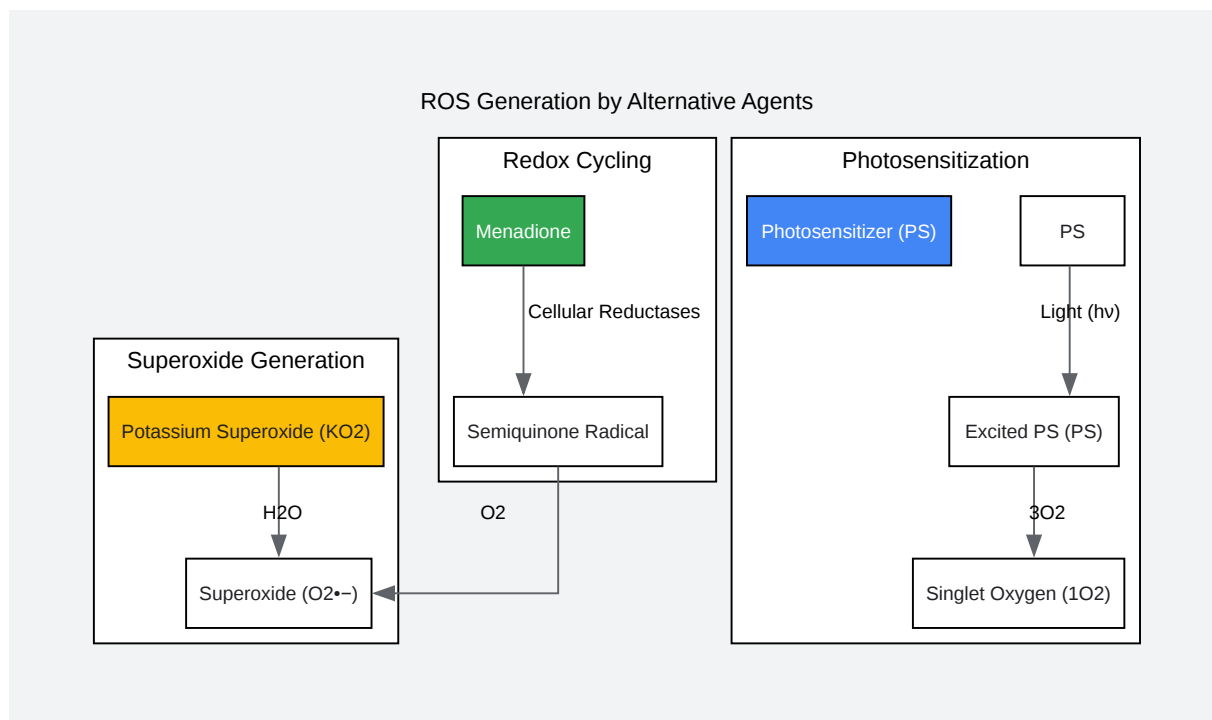 ROS Generation by Alternative Agents
Redox Cycling
Menadione
Cellular Reductases
Semiquinone Radical
O2
Photosensitization
Photosensitizer (PS)
PS
Light (hν)
Excited PS (PS)
3O2
Singlet Oxygen (1O2)
Superoxide Generation
Potassium Superoxide (KO2)
H2O
Superoxide (O2•−)